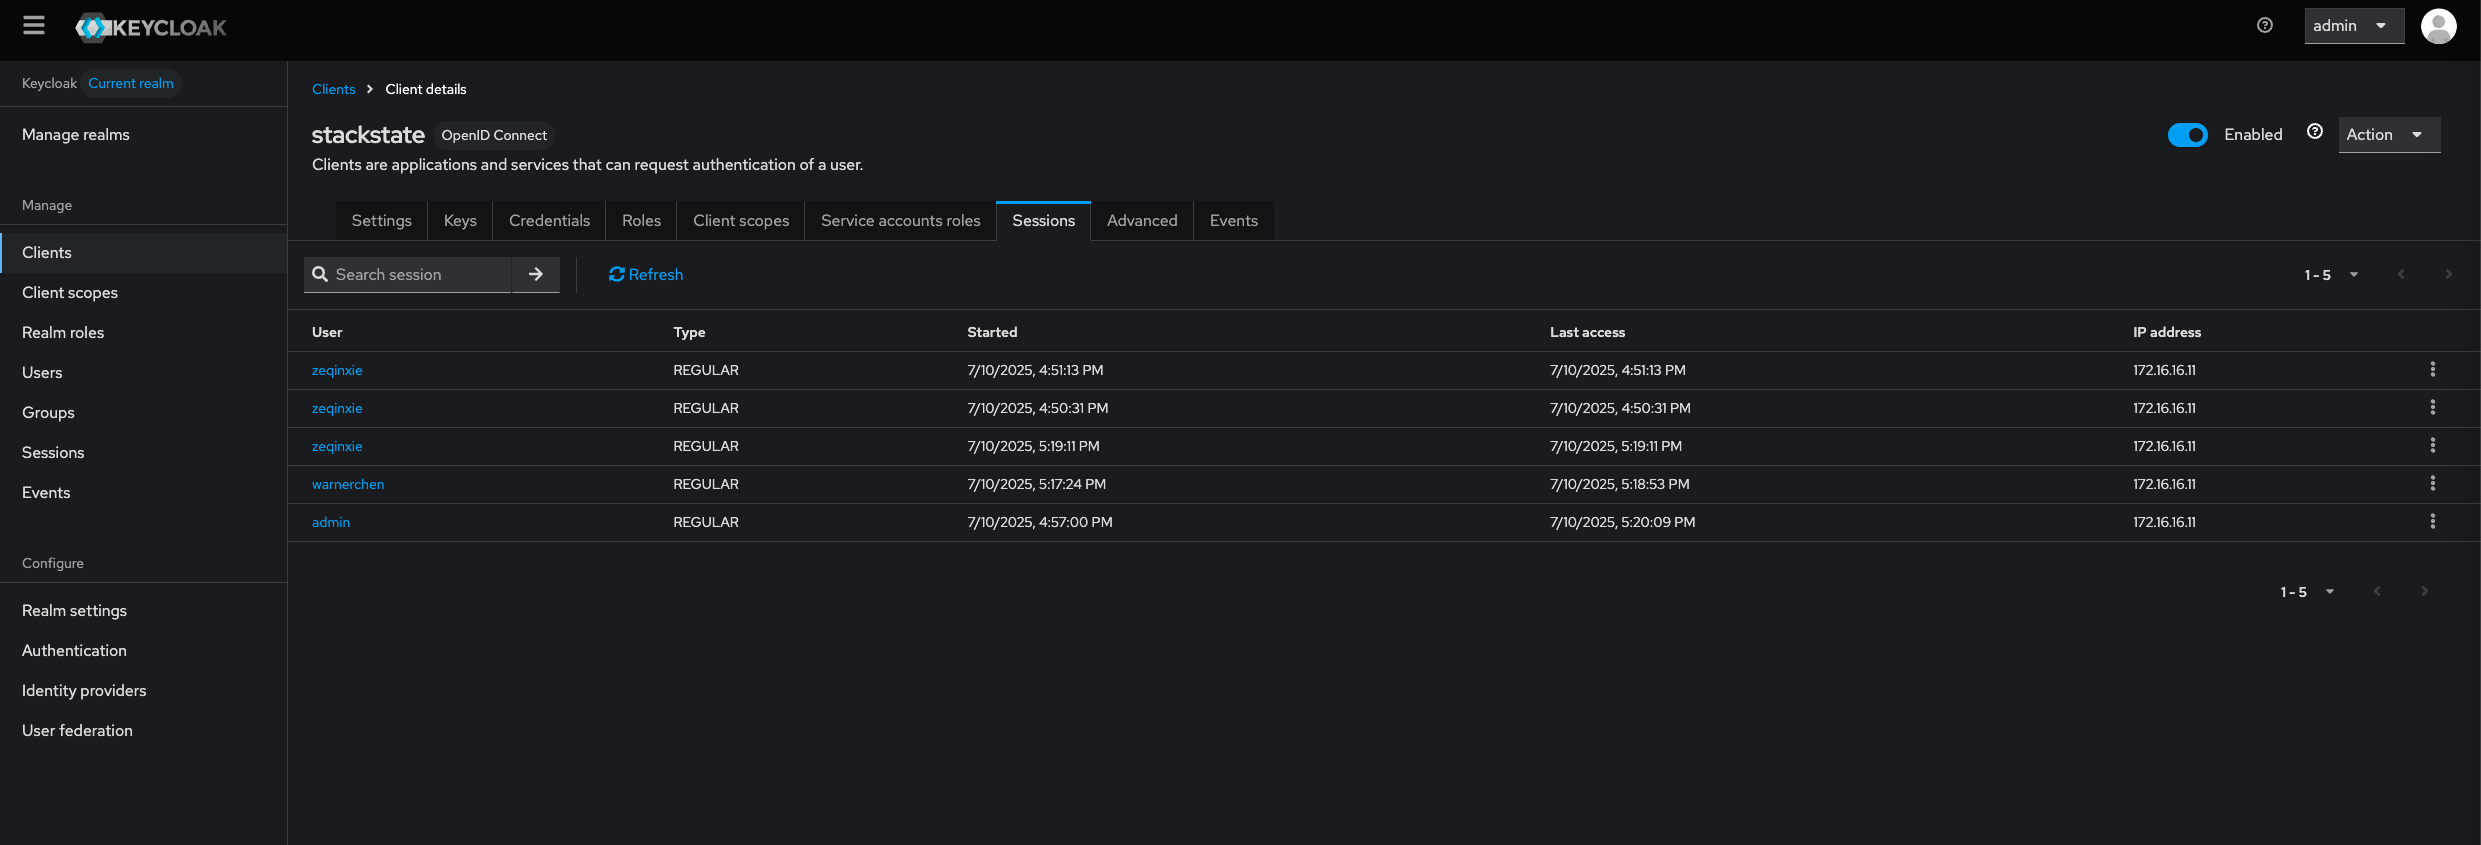 KEYCLOAK
admin
Keycloak Current realm
Manage realms
Manage
Clients
Client scopes
Realm roles
Users
Groups
Sessions
Events
Configure
Realm settings
Authentication
Identity providers
User federation
Clients > Client details
stackstate OpenID Connect
Enabled
Action
Clients are applications and services that can request authentication of a user.
Settings Keys Credentials Roles Client scopes Service accounts roles Sessions Advanced Events
Search session
Refresh
1 - 5
User Type Started Last access IP address
zeqinxie REGULAR 7/10/2025, 4:51:13 PM 7/10/2025, 4:51:13 PM 172.16.16.11
zeqinxie REGULAR 7/10/2025, 4:50:31 PM 7/10/2025, 4:50:31 PM 172.16.16.11
zeqinxie REGULAR 7/10/2025, 5:19:11 PM 7/10/2025, 5:19:11 PM 172.16.16.11
warnerchen REGULAR 7/10/2025, 5:17:24 PM 7/10/2025, 5:18:53 PM 172.16.16.11
admin REGULAR 7/10/2025, 4:57:00 PM 7/10/2025, 5:20:09 PM 172.16.16.11
1 - 5